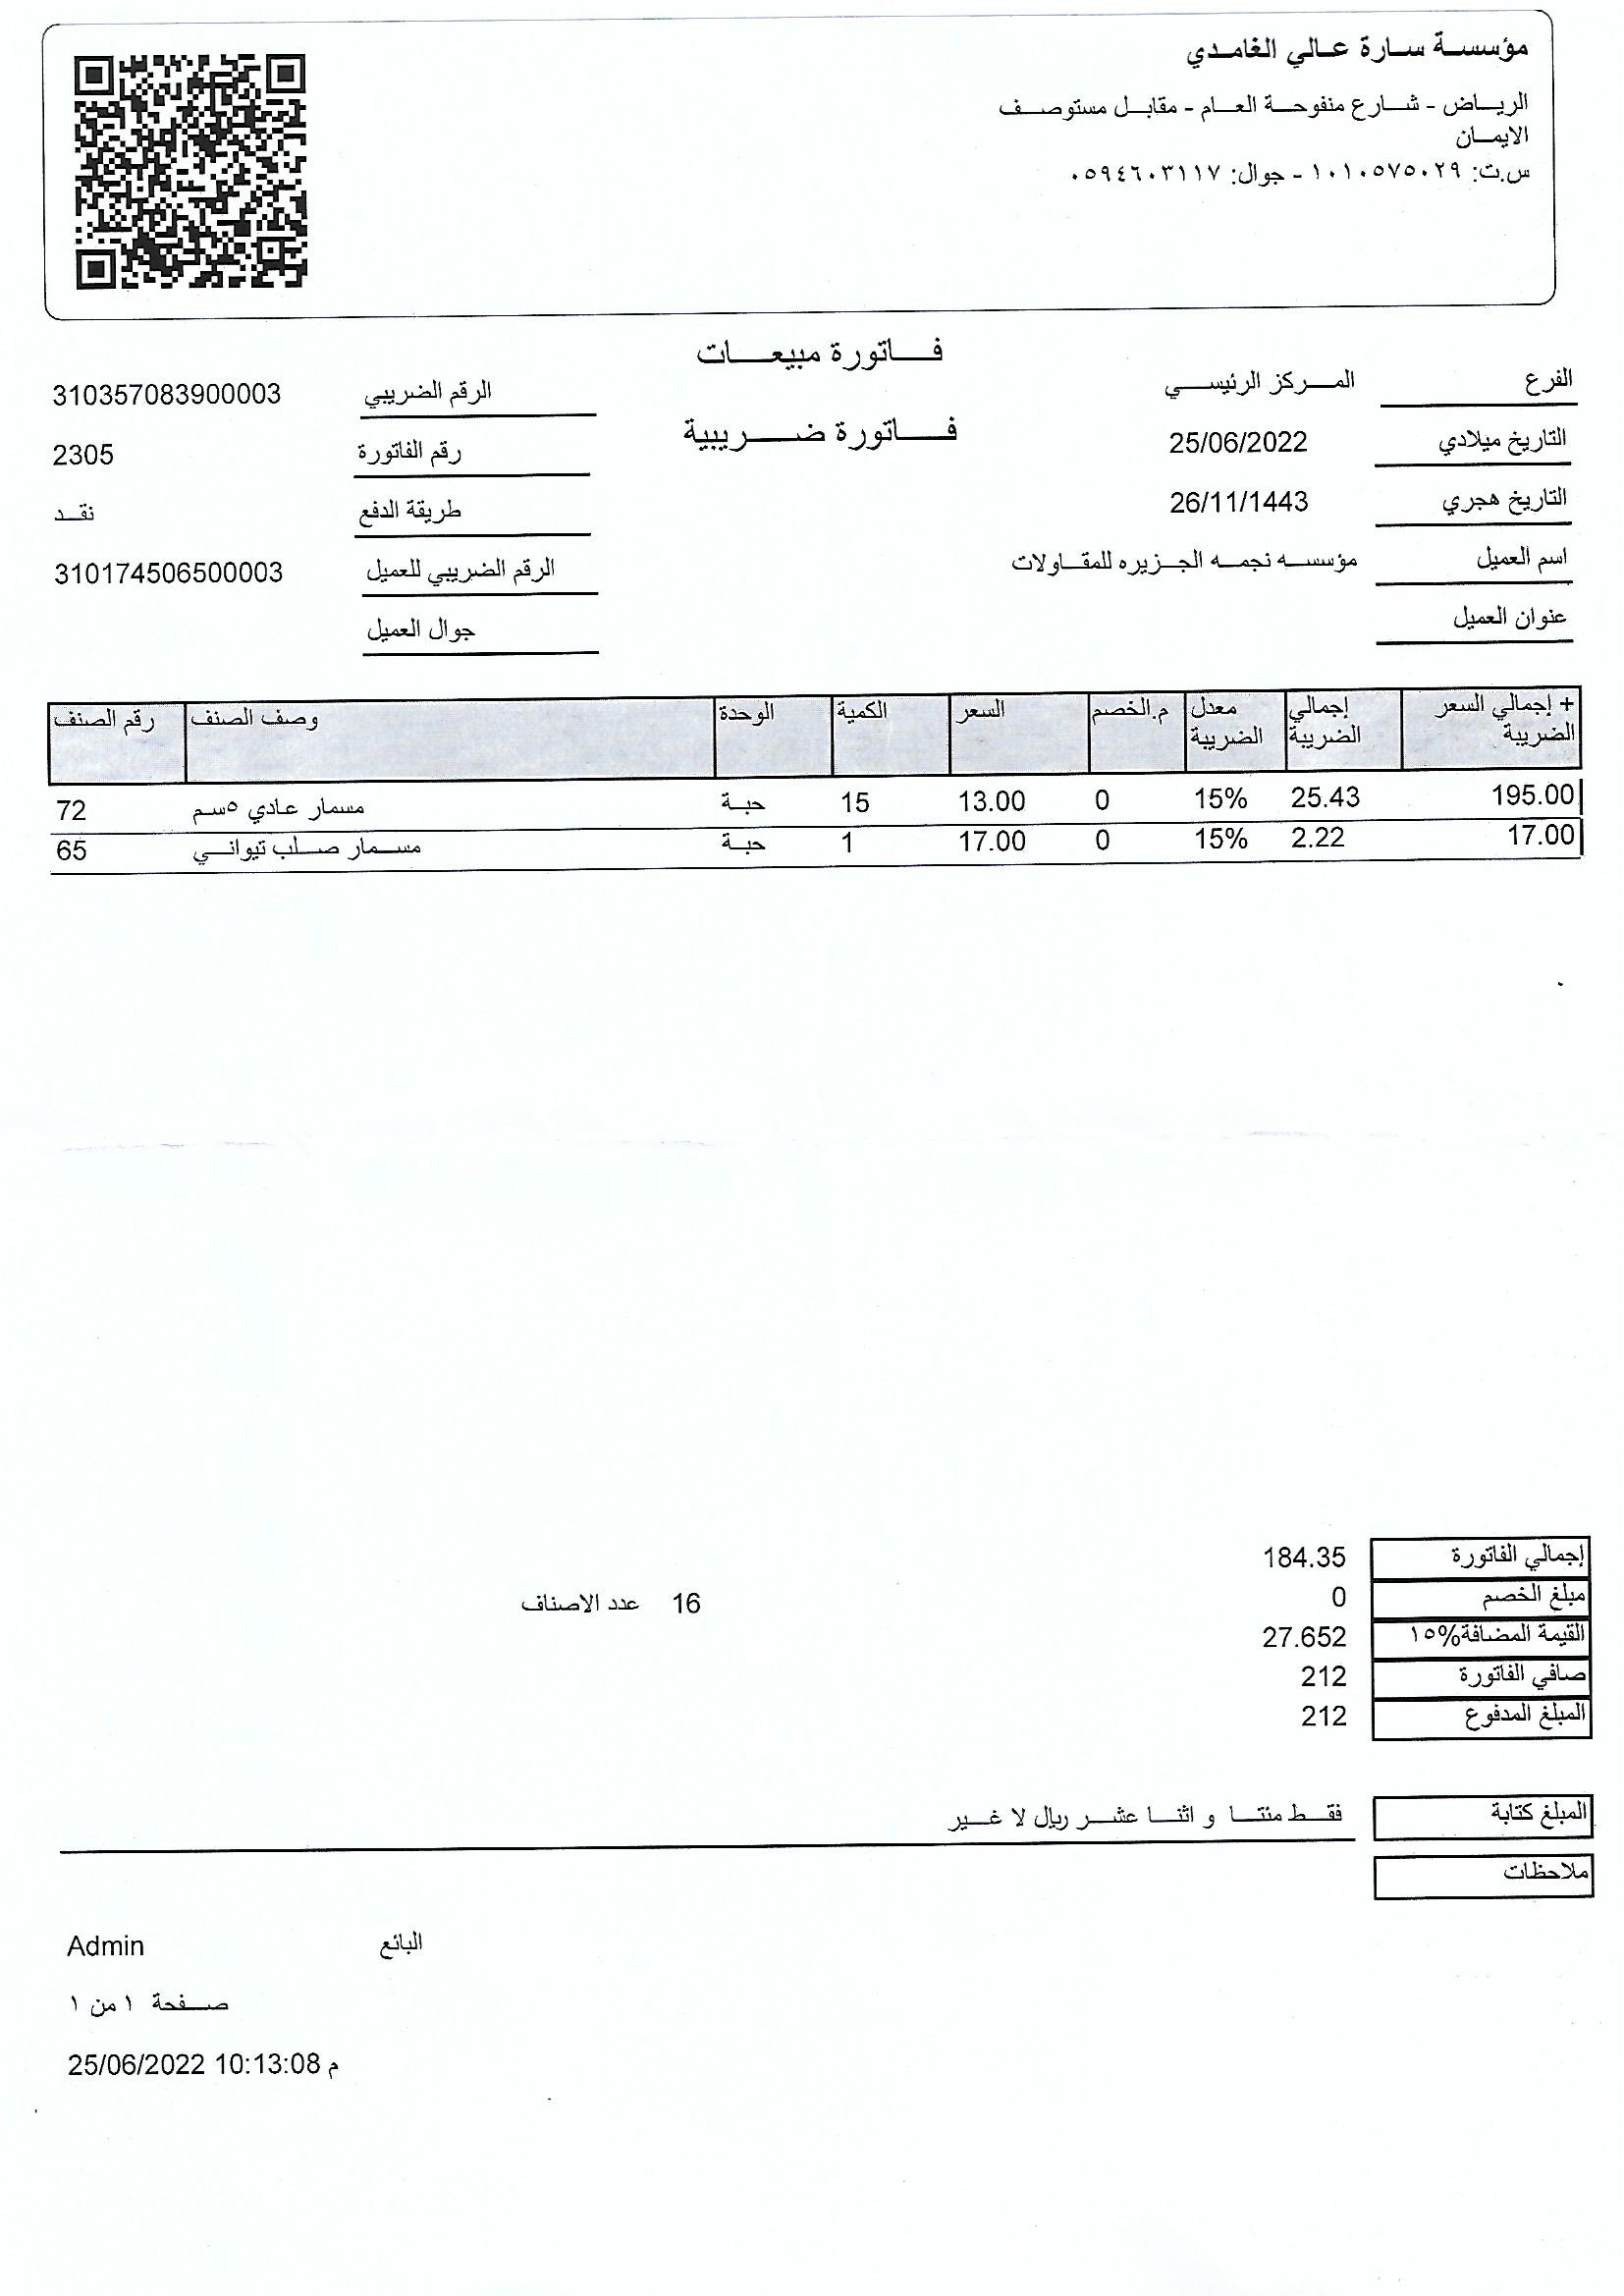 مؤسسة سارة عالي الغامدي
الرياض - شارع منفوحة العام - مقابل مستوصف
الايمان
س.ت: ١٠١٠٥٧٥٠٢٩ - جوال: ٠٥٩٤٦٠٣١١٧
فاتورة مبيعات
فاتورة ضريبية
الفرع المركز الرئيسي
التاريخ ميلادي 25/06/2022
التاريخ هجري 26/11/1443
اسم العميل مؤسسه نجمه الجزيره للمقاولات
عنوان العميل
الرقم الضريبي 310357083900003
رقم الفاتورة 2305
طريقة الدفع نقد
الرقم الضريبي للعميل 310174506500003
جوال العميل
رقم الصنف وصف الصنف الوحدة الكمية السعر م.الخصم معدل الضريبة إجمالي الضريبة إجمالي السعر + الضريبة
72 مسمار عادي ٥سم حبة 15 13.00 0 15% 25.43 195.00
65 مسمار صلب تيواني حبة 1 17.00 0 15% 2.22 17.00
إجمالي الفاتورة 184.35
مبلغ الخصم 0
عدد الاصناف 16
القيمة المضافة%١٥ 27.652
صافي الفاتورة 212
المبلغ المدفوع 212
المبلغ كتابة فقط مئتا و اثنا عشر ريال لا غير
ملاحظات
البائع Admin
صفحة ١ من ١
25/06/2022 10:13:08 م